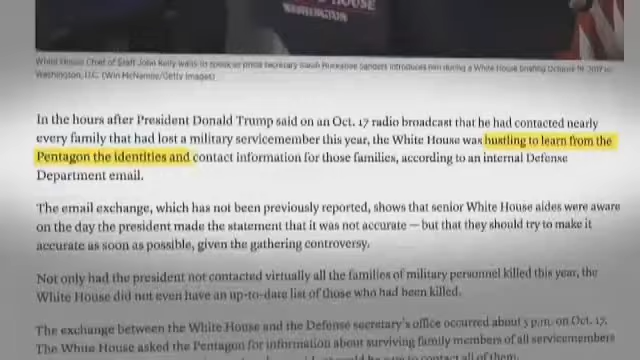 HOUSE
WASHINGTON
White House Chief of Staff John Kelly waits to speak as press secretary Sarah Huckabee Sanders introduces him during a White House briefing October 19, 2017 in
Washington, D.C. (Win McNamee/Getty Images)
In the hours after President Donald Trump said on an Oct. 17 radio broadcast that he had contacted nearly
every family that had lost a military servicemember this year, the White House was hustling to learn from the
Pentagon the identities and contact information for those families, according to an internal Defense
Department email.
The email exchange, which has not been previously reported, shows that senior White House aides were aware
on the day the president made the statement that it was not accurate — but that they should try to make it
accurate as soon as possible, given the gathering controversy.
Not only had the president not contacted virtually all the families of military personnel killed this year, the
White House did not even have an up-to-date list of those who had been killed.
The exchange between the White House and the Defense secretary's office occurred about 5 p.m. on Oct. 17.
The White House asked the Pentagon for information about surviving family members of all servicemembers